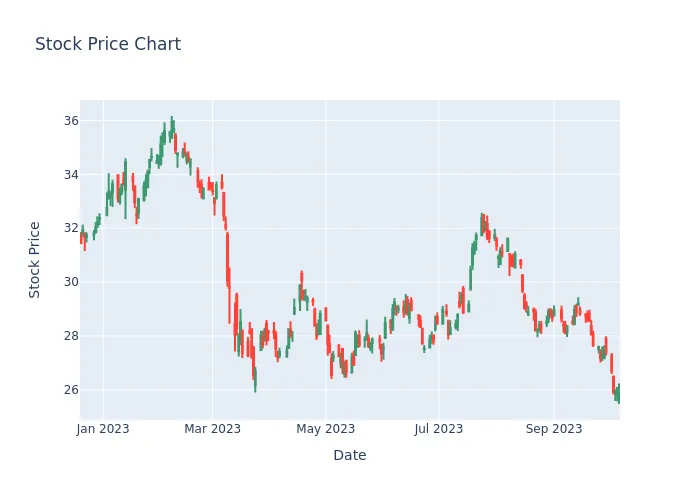 Stock Price Chart
36
34
32
30
28
26
Stock Price
Jan 2023
Mar 2023
May 2023
Jul 2023
Sep 2023
Date